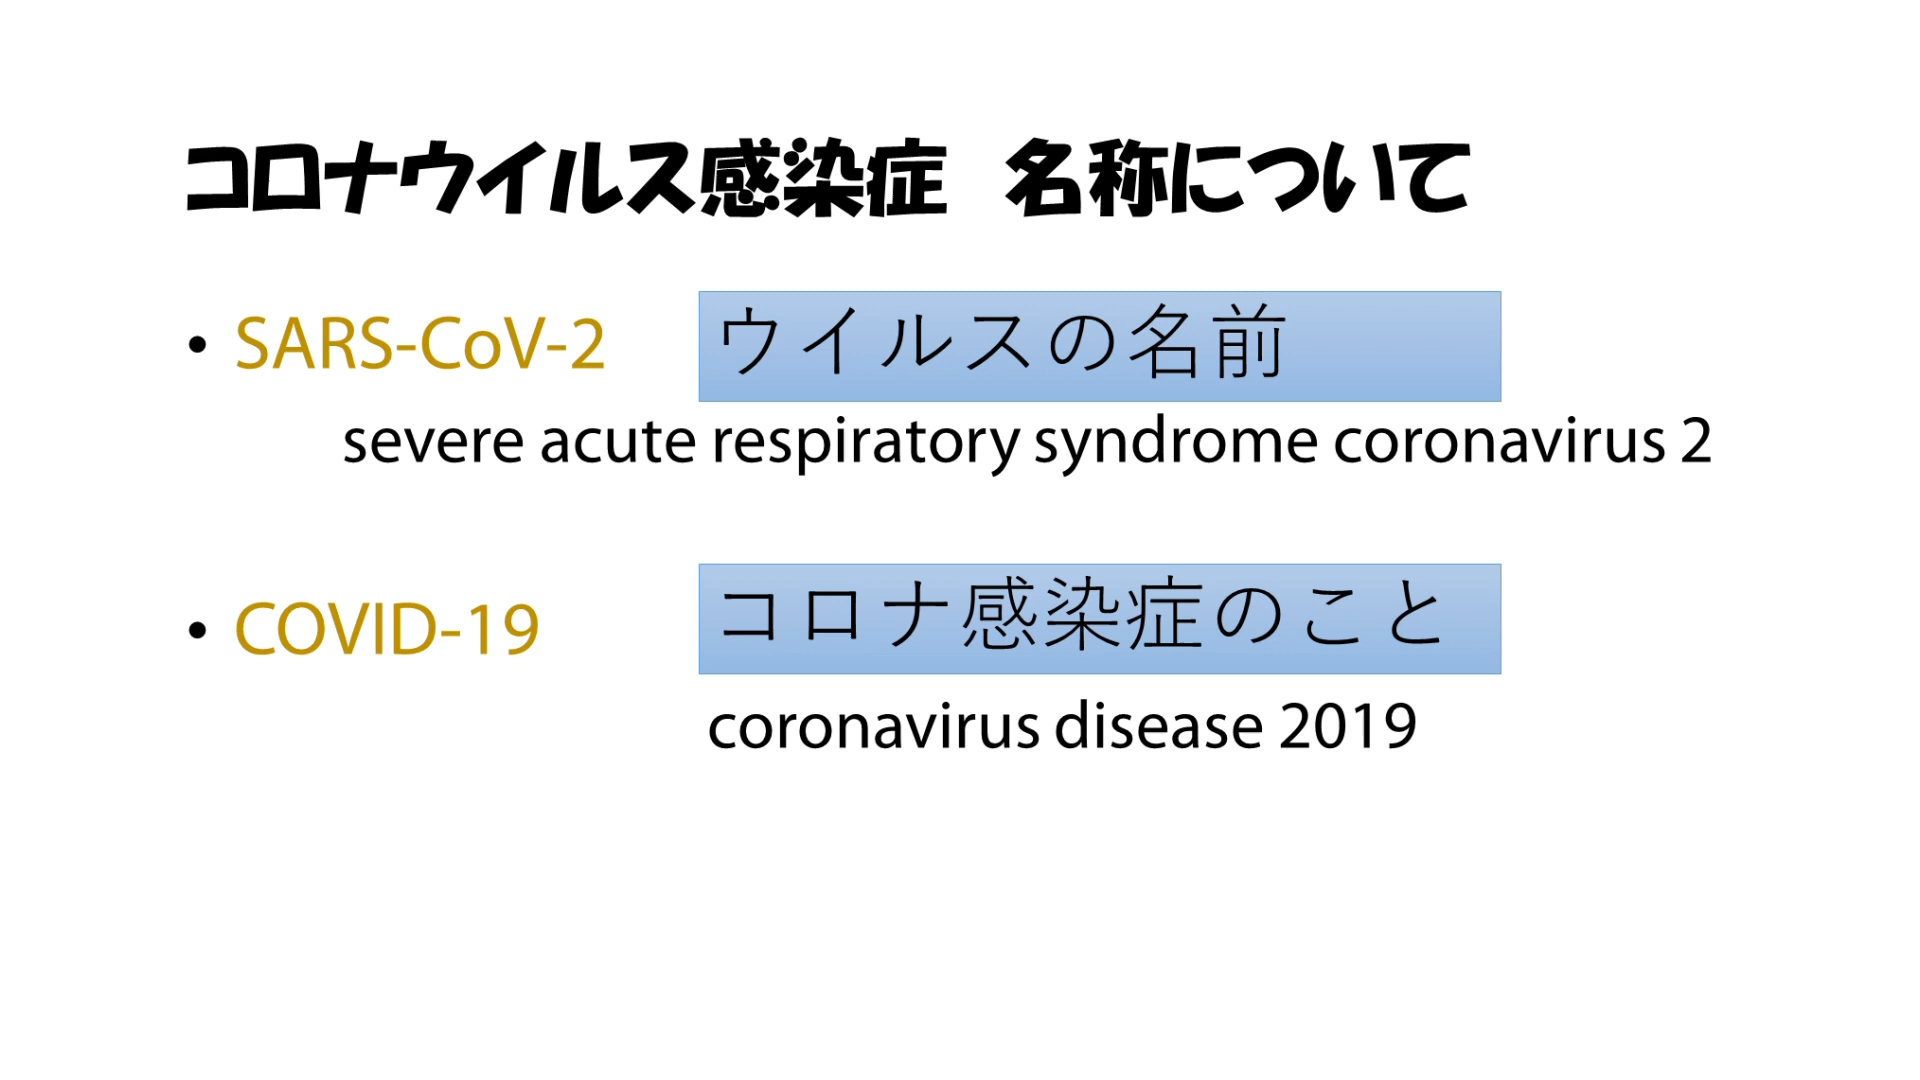 コロナウイルス感染症　名称について
• SARS-CoV-2 ウイルスの名前
severe acute respiratory syndrome coronavirus 2
• COVID-19 コロナ感染症のこと
coronavirus disease 2019